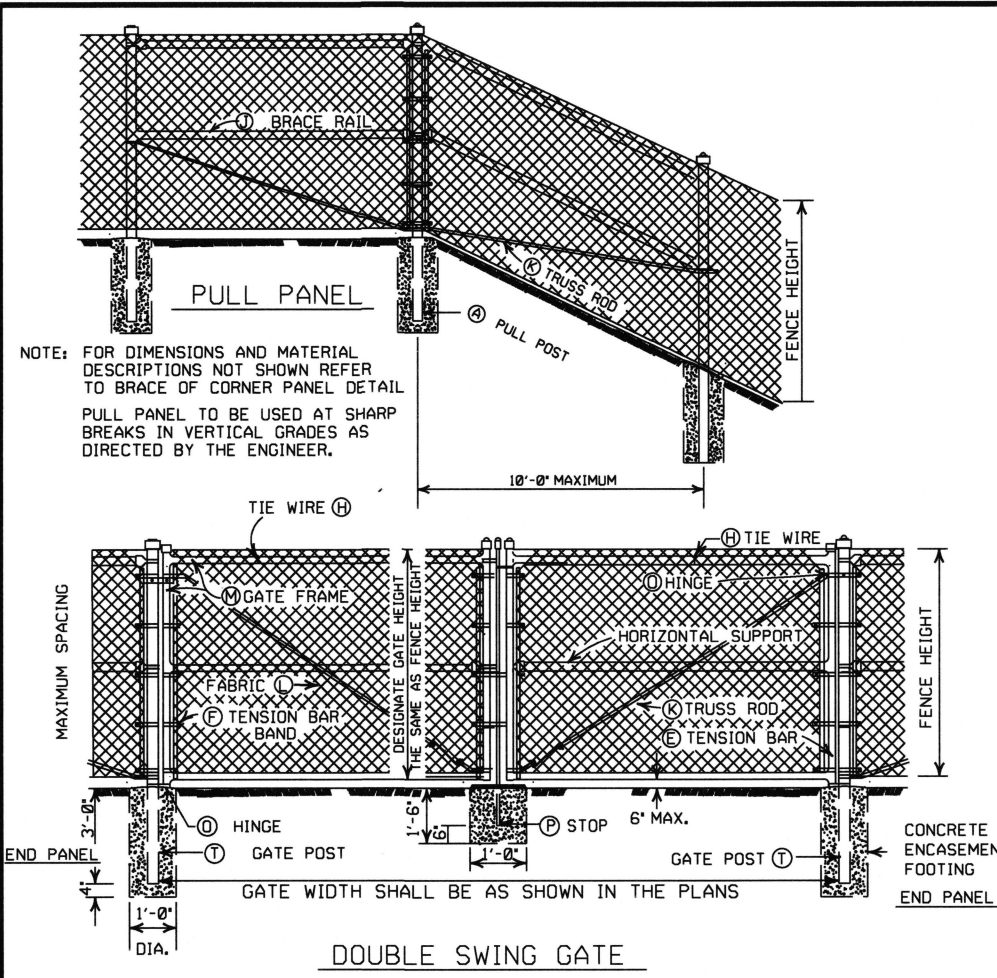 Ⓙ BRACE RAIL
Ⓚ TRUSS ROD
Ⓐ PULL POST
FENCE HEIGHT
PULL PANEL
NOTE: FOR DIMENSIONS AND MATERIAL
DESCRIPTIONS NOT SHOWN REFER
TO BRACE OF CORNER PANEL DETAIL
PULL PANEL TO BE USED AT SHARP
BREAKS IN VERTICAL GRADES AS
DIRECTED BY THE ENGINEER.
10'-0" MAXIMUM
TIE WIRE Ⓗ
Ⓗ TIE WIRE
MAXIMUM SPACING
Ⓜ GATE FRAME
FABRIC Ⓛ
Ⓕ TENSION BAR
BAND
DESIGNATE GATE HEIGHT
THE SAME AS FENCE HEIGHT
Ⓞ HINGE
HORIZONTAL SUPPORT
Ⓚ TRUSS ROD
Ⓔ TENSION BAR
FENCE HEIGHT
3'-0"
4"
1'-0"
DIA.
END PANEL
Ⓞ HINGE
Ⓣ GATE POST
1'-6"
6"
1'-0"
Ⓟ STOP
6" MAX.
GATE POST Ⓣ
CONCRETE
ENCASEMEN
FOOTING
END PANEL
GATE WIDTH SHALL BE AS SHOWN IN THE PLANS
DOUBLE SWING GATE